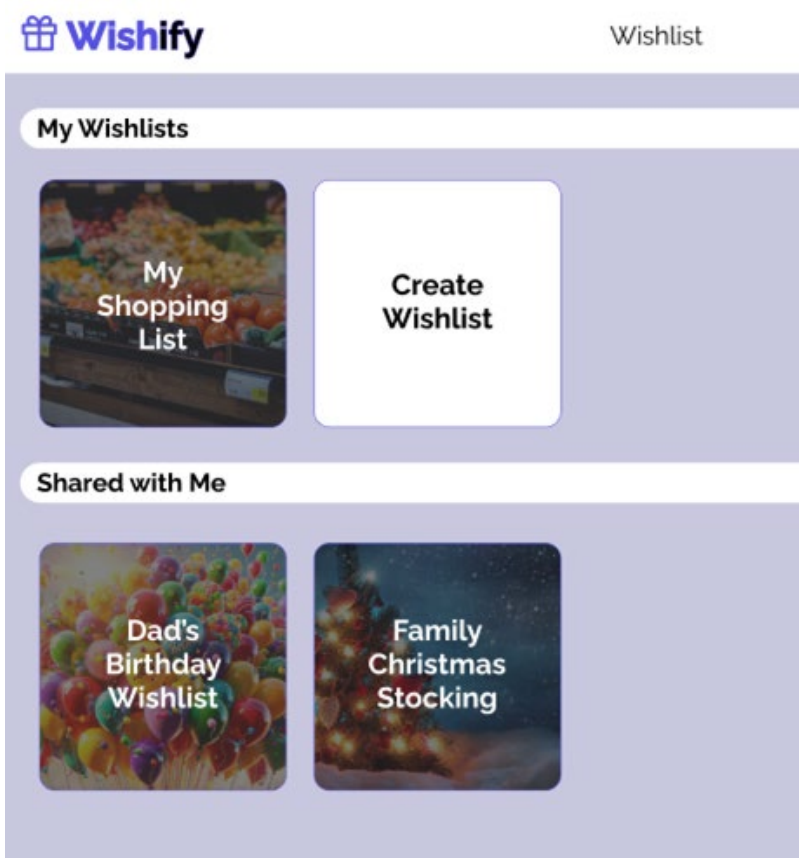 Wishify
Wishlist
My Wishlists
My
Shopping
List
Create
Wishlist
Shared with Me
Dad's
Birthday
Wishlist
Family
Christmas
Stocking